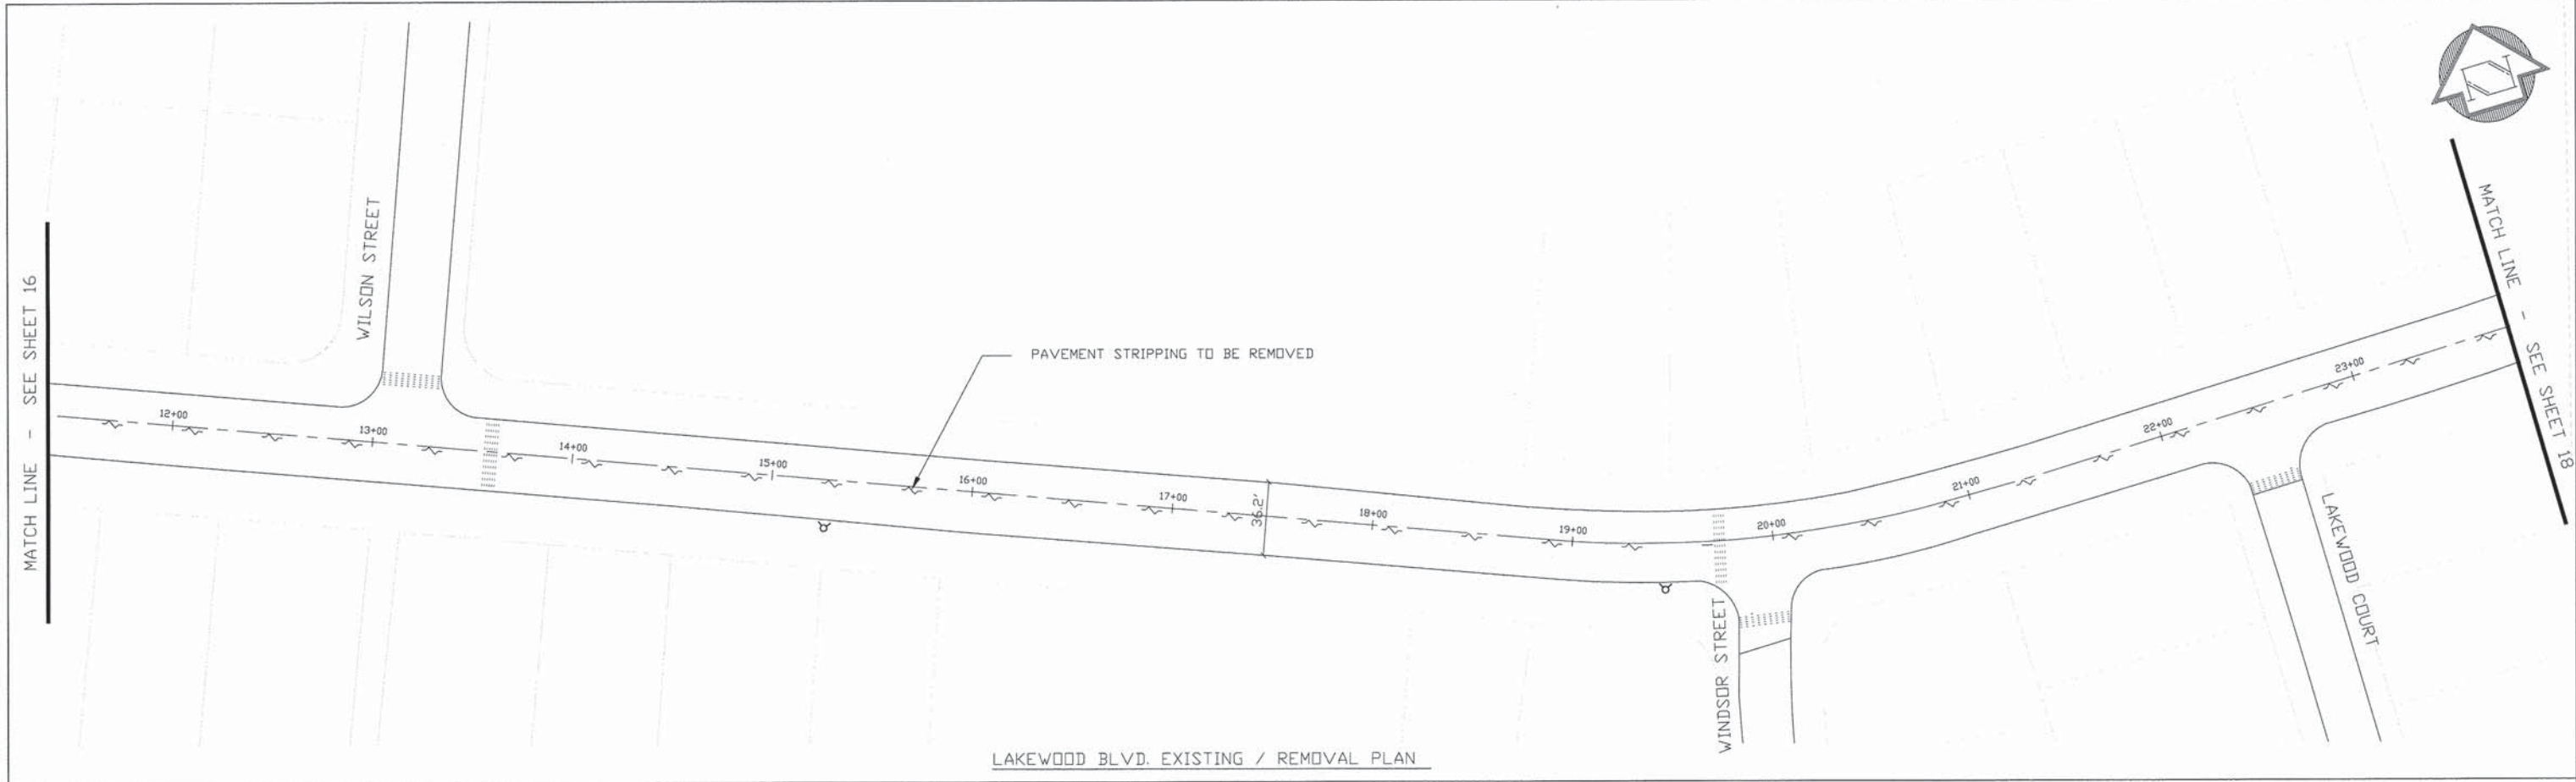 N
MATCH LINE - SEE SHEET 16
WILSON STREET
PAVEMENT STRIPPING TO BE REMOVED
12+00
13+00
14+00
15+00
16+00
17+00
36.2'
18+00
19+00
20+00
21+00
22+00
23+00
MATCH LINE - SEE SHEET 18
WINDSOR STREET
LAKEWOOD COURT
LAKEWOOD BLVD. EXISTING / REMOVAL PLAN